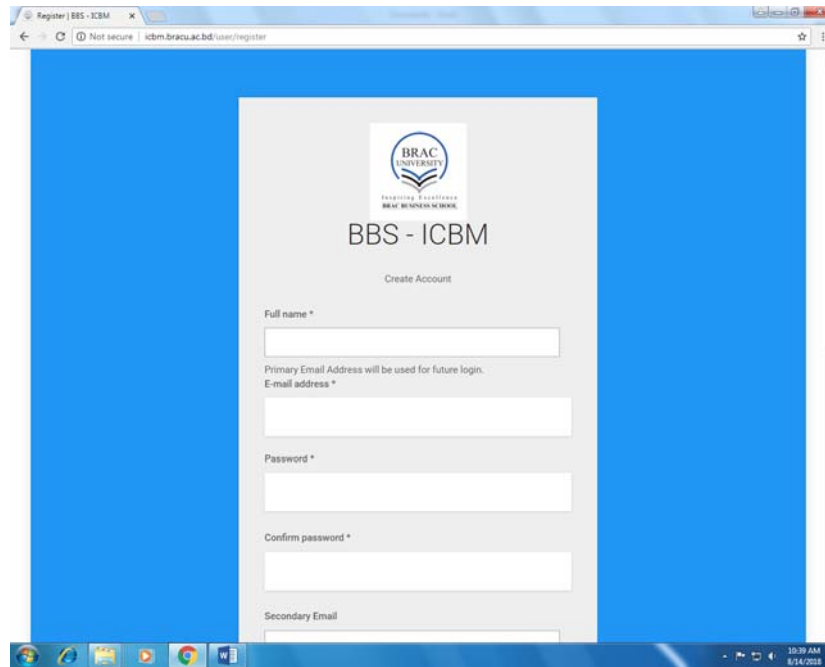 Register | BBS - ICBM
Not secure | icbm.bracu.ac.bd/user/register
BRAC
UNIVERSITY
Inspiring Excellence
BRAC BUSINESS SCHOOL
BBS - ICBM
Create Account
Full name *
Primary Email Address will be used for future login.
E-mail address *
Password *
Confirm password *
Secondary Email
10:39 AM
8/14/2018